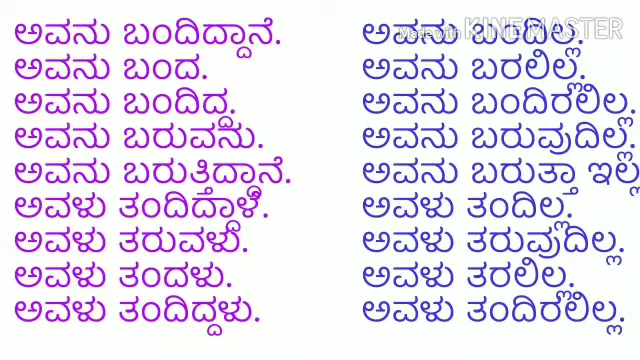 ಅವನು ಬಂದಿದ್ದಾನೆ. ಅವನು ಬಂದಿಲ್ಲ.
ಅವನು ಬಂದ. ಅವನು ಬರಲಿಲ್ಲ.
ಅವನು ಬಂದಿದ್ದ. ಅವನು ಬಂದಿರಲಿಲ್ಲ.
ಅವನು ಬರುವನು. ಅವನು ಬರುವುದಿಲ್ಲ.
ಅವನು ಬರುತ್ತಿದ್ದಾನೆ. ಅವನು ಬರುತ್ತಾ ಇಲ್ಲ
ಅವಳು ತಂದಿದ್ದಾಳೆ. ಅವಳು ತಂದಿಲ್ಲ.
ಅವಳು ತರುವಳು. ಅವಳು ತರುವುದಿಲ್ಲ.
ಅವಳು ತಂದಳು. ಅವಳು ತರಲಿಲ್ಲ.
ಅವಳು ತಂದಿದ್ದಳು. ಅವಳು ತಂದಿರಲಿಲ್ಲ.
Made with KINEMASTER